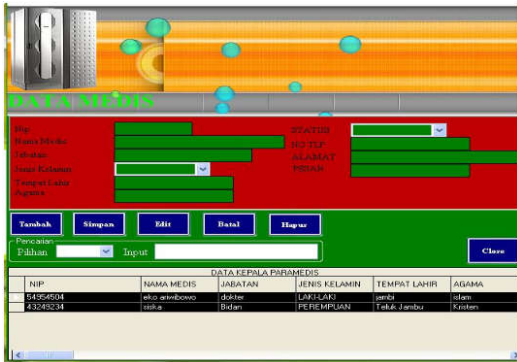 DATA MEDIS
Nip
Nama Medis
Jabatan
Jenis Kelamin
Tempat Lahir
Agama
STATUS
NO TLP
ALAMAT
Tambah Simpan Edit Batal Hapus
Pencarian
Pilihan Input
Close
DATA KEPALA PARAMEDIS
NIP NAMA MEDIS JABATAN JENIS KELAMIN TEMPAT LAHIR AGAMA
54954504 eko ariwibowo dokter LAKI-LAKI jambi islam
43249234 siska Bidan PEREMPUAN Teluk Jambu Kristen